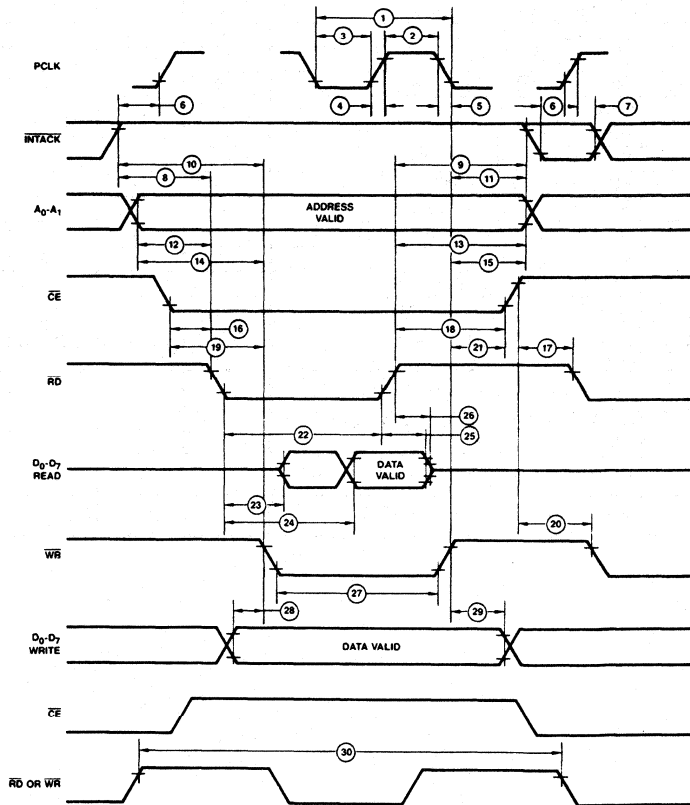 1
3
2
PCLK
4
5
6
6
7
INTACK
10
9
8
11
A0-A1
ADDRESS
VALID
12
13
14
15
CE
16
18
19
21
17
RD
26
22
25
D0-D7
READ
DATA
VALID
23
24
20
WR
27
28
29
D0-D7
WRITE
DATA VALID
CE
30
RD OR WR